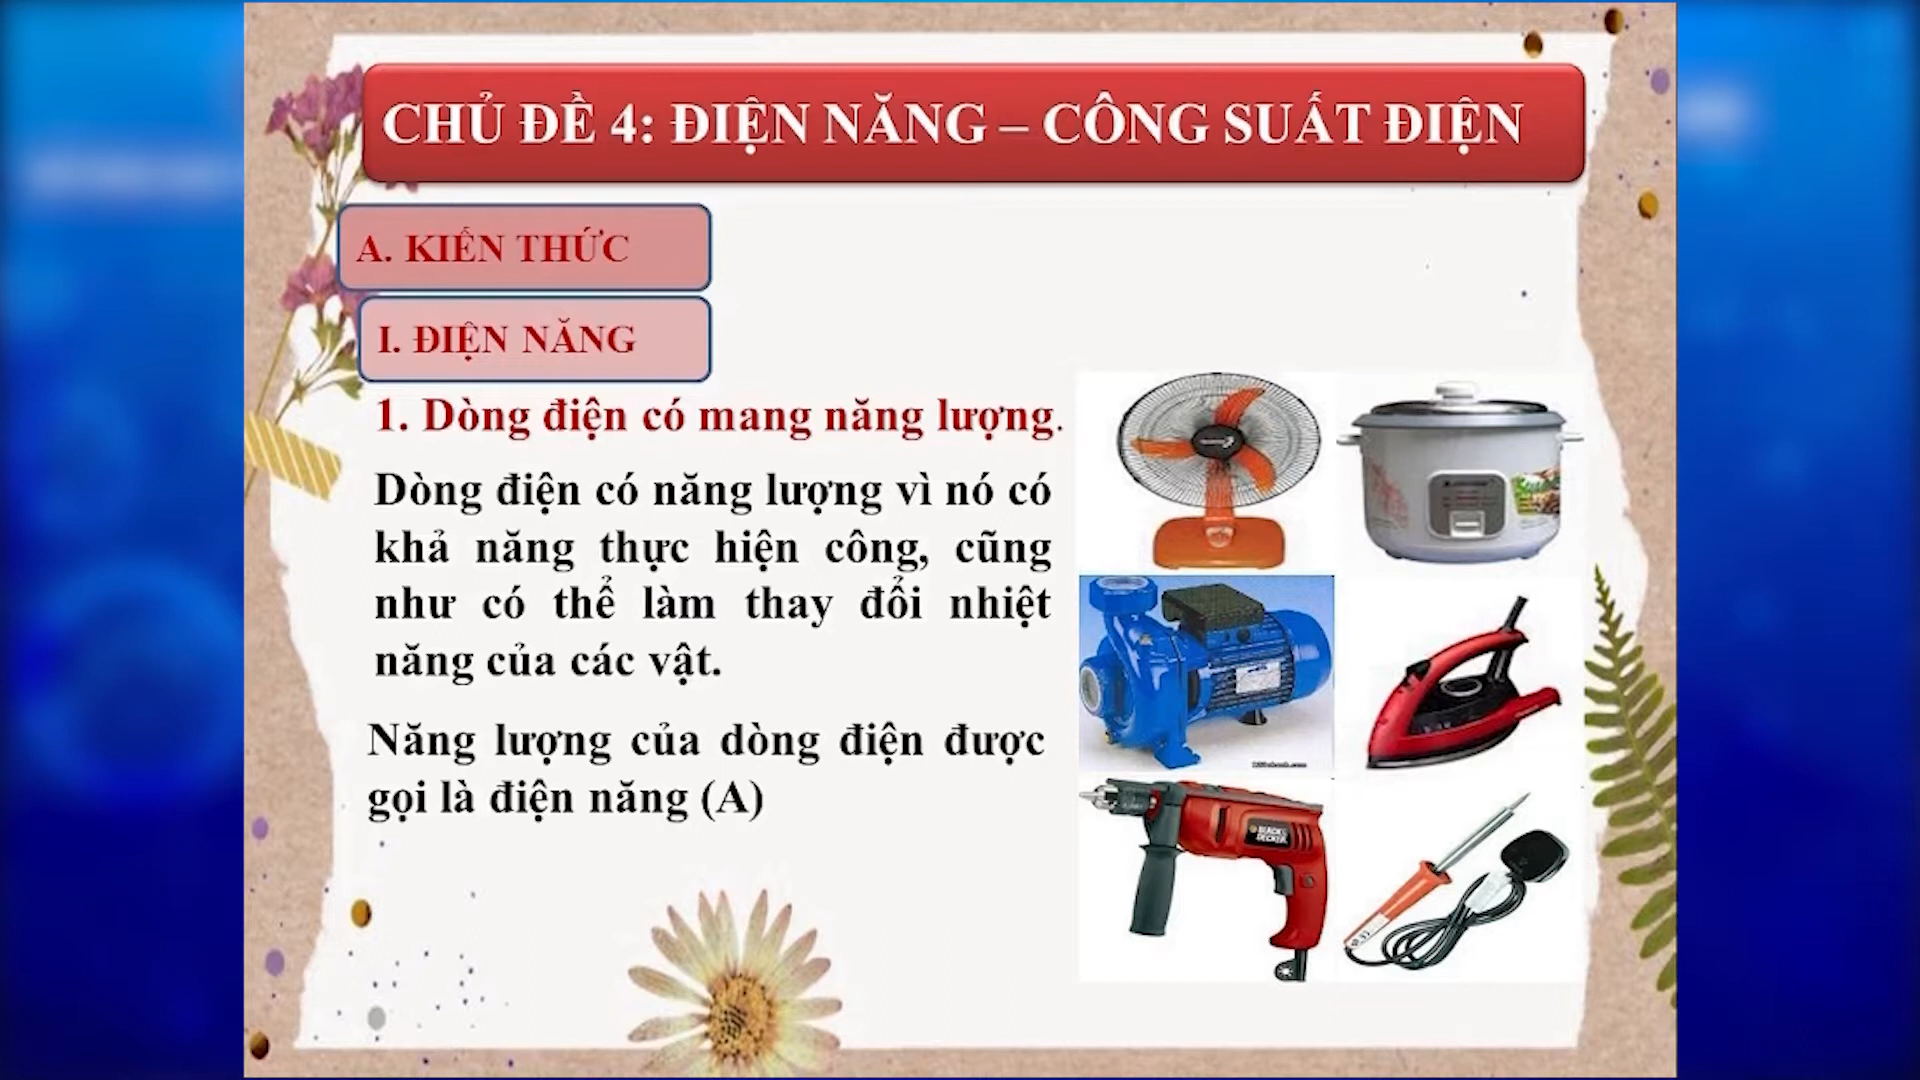 CHỦ ĐỀ 4: ĐIỆN NĂNG – CÔNG SUẤT ĐIỆN
A. KIẾN THỨC
I. ĐIỆN NĂNG
1. Dòng điện có mang năng lượng.
Dòng điện có năng lượng vì nó có
khả năng thực hiện công, cũng
như có thể làm thay đổi nhiệt
năng của các vật.
Năng lượng của dòng điện được
gọi là điện năng (A)
BLACK&
DECKER